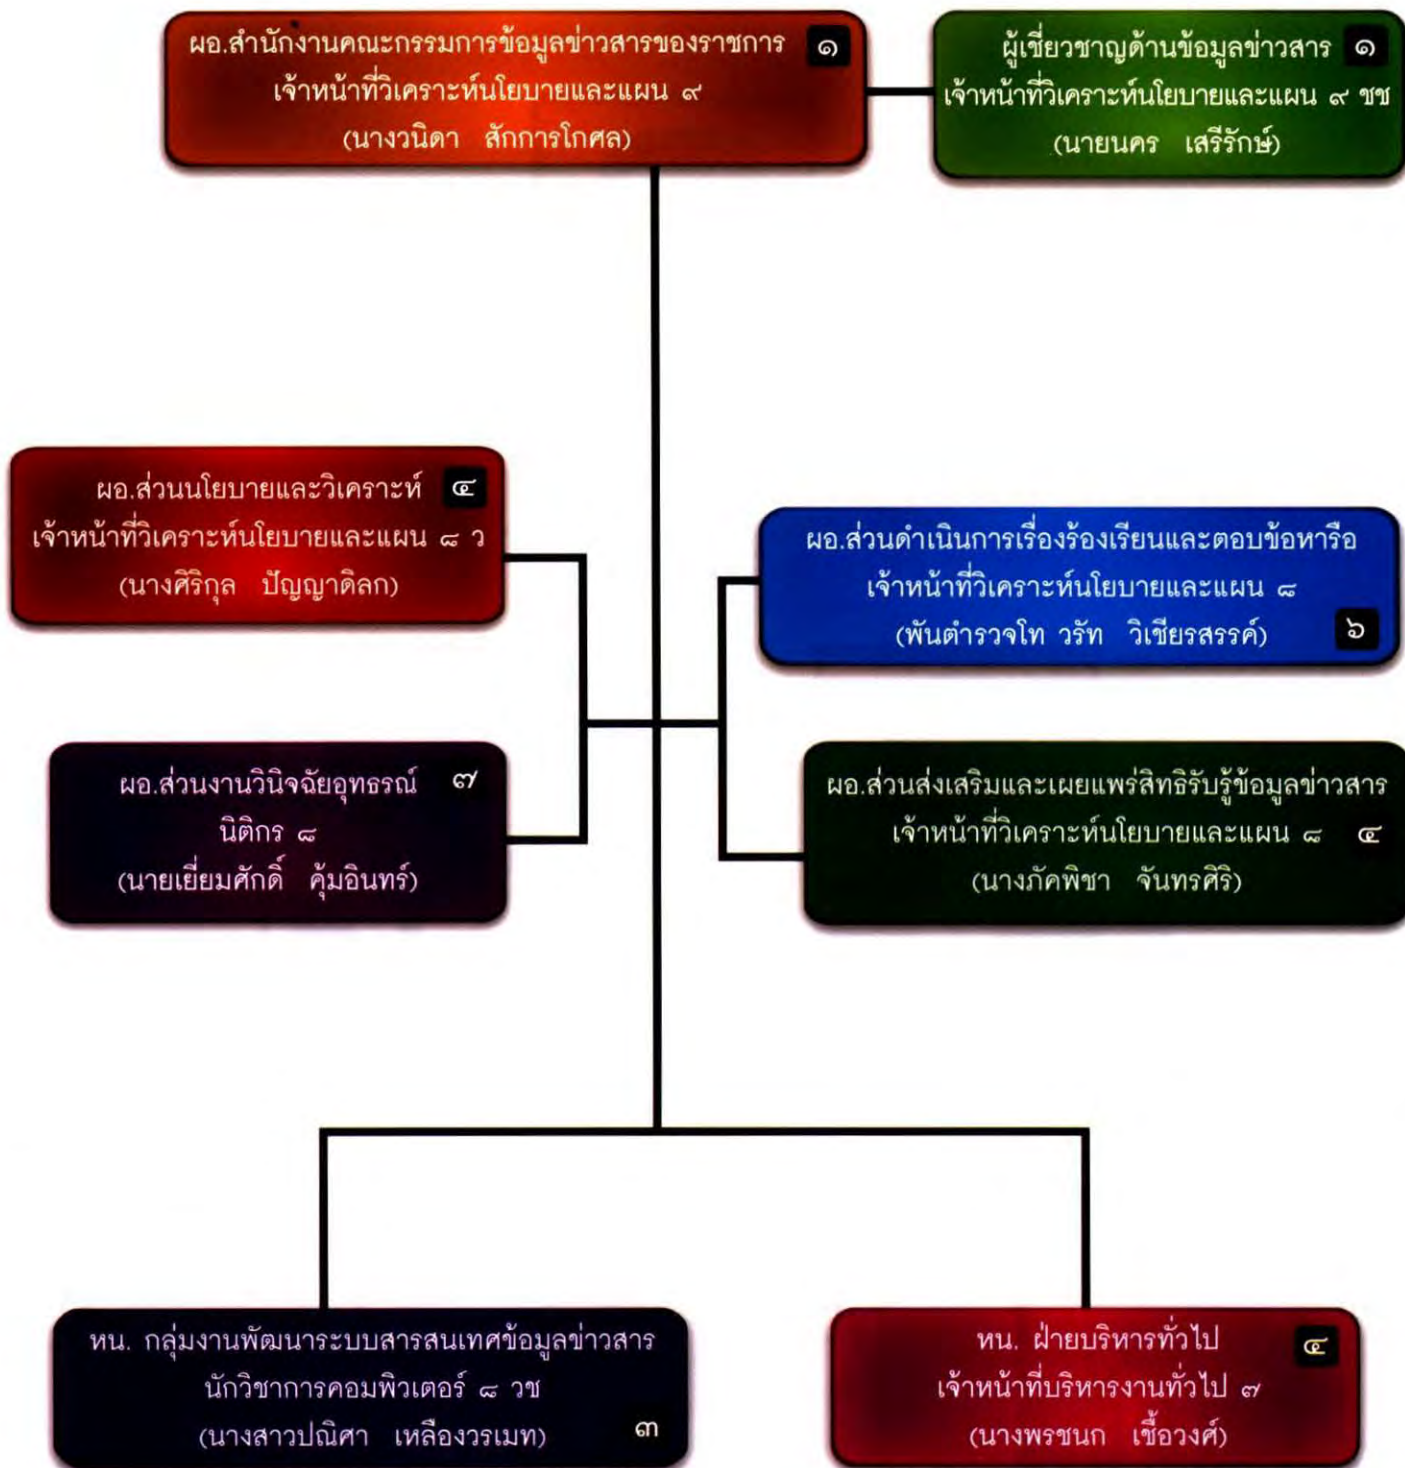 ผอ.สำนักงานคณะกรรมการข้อมูลข่าวสารของราชการ ๑
เจ้าหน้าที่วิเคราะห์นโยบายและแผน ๙
(นางวนิดา สักการโกศล)
ผู้เชี่ยวชาญด้านข้อมูลข่าวสาร ๑
เจ้าหน้าที่วิเคราะห์นโยบายและแผน ๙ ชช
(นายนคร เสรีรักษ์)
ผอ.ส่วนนโยบายและวิเคราะห์ ๔
เจ้าหน้าที่วิเคราะห์นโยบายและแผน ๘ ว
(นางศิริกุล ปัญญาดิลก)
ผอ.ส่วนดำเนินการเรื่องร้องเรียนและตอบข้อหารือ
เจ้าหน้าที่วิเคราะห์นโยบายและแผน ๘
(พันตำรวจโท วรัท วิเชียรสรรค์) ๖
ผอ.ส่วนงานวินิจฉัยอุทธรณ์ ๗
นิติกร ๘
(นายเยี่ยมศักดิ์ คุ้มอินทร์)
ผอ.ส่วนส่งเสริมและเผยแพร่สิทธิรับรู้ข้อมูลข่าวสาร
เจ้าหน้าที่วิเคราะห์นโยบายและแผน ๘ ๔
(นางภัคพิชา จันทรศิริ)
หน. กลุ่มงานพัฒนาระบบสารสนเทศข้อมูลข่าวสาร
นักวิชาการคอมพิวเตอร์ ๘ วช
(นางสาวปณิศา เหลืองวรเมท) ๓
หน. ฝ่ายบริหารทั่วไป ๔
เจ้าหน้าที่บริหารงานทั่วไป ๗
(นางพรชนก เชื้อวงศ์)